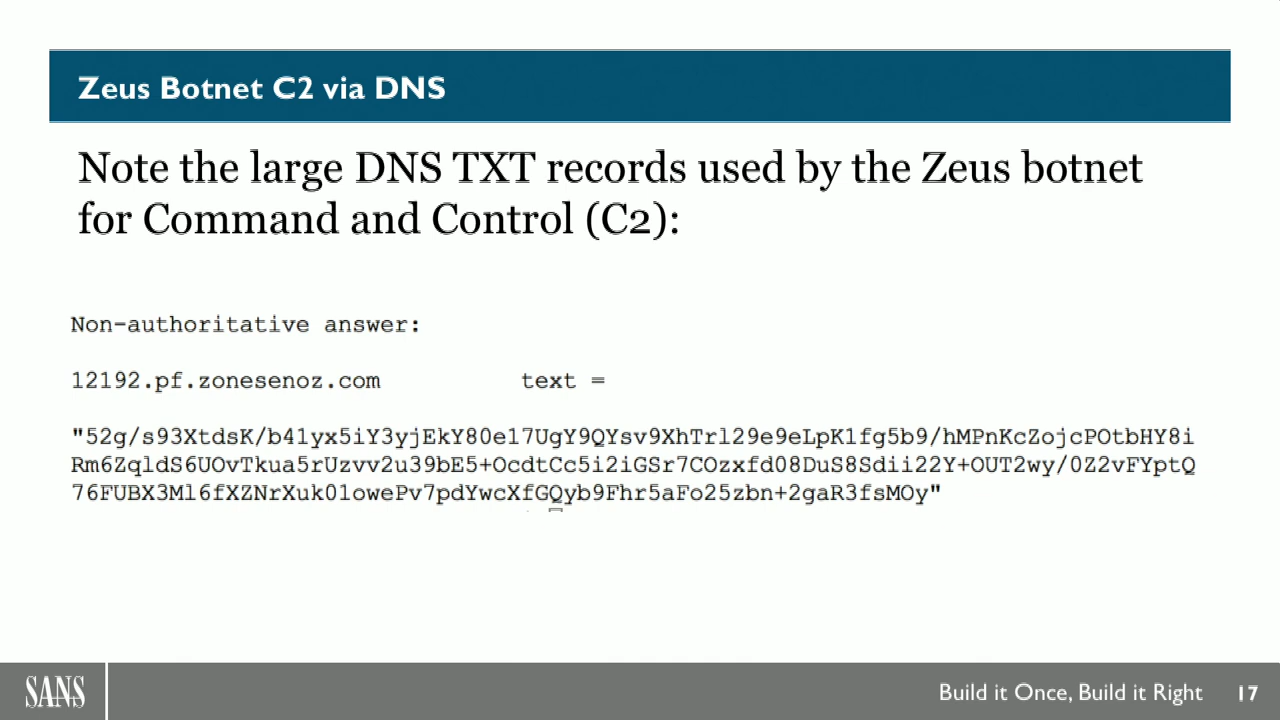 Zeus Botnet C2 via DNS
Note the large DNS TXT records used by the Zeus botnet
for Command and Control (C2):
Non-authoritative answer:
12192.pf.zonesenoz.com text =
"52g/s93XtdsK/b41yx5iY3yjEkY80e17UgY9QYsv9XhTrl29e9eLpK1fg5b9/hMPnKcZojcPOtbHY8i
Rm6ZqldS6UOvTkua5rUzvv2u39bE5+OcdtCc5i2iGSr7COzxfd08DuS8Sdii22Y+OUT2wy/0Z2vFYptQ
76FUBX3Ml6fXZNrXuk01owePv7pdYwcXfGQyb9Fhr5aFo25zbn+2gaR3fsMOy"
SANS
Build it Once, Build it Right 17